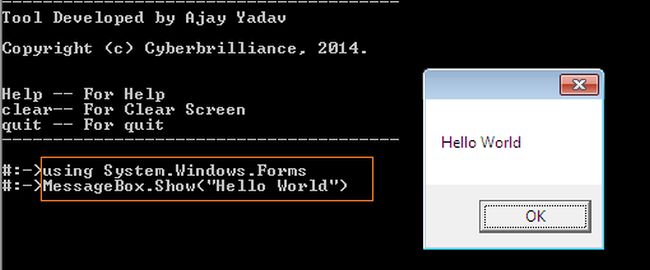 Tool Developed by Ajay Yadav
Copyright (c) Cyberbrilliance, 2014.
Help -- For Help
clear-- For Clear Screen
quit -- For quit
#:->using System.Windows.Forms
#:->MessageBox.Show("Hello World")
Hello World
OK